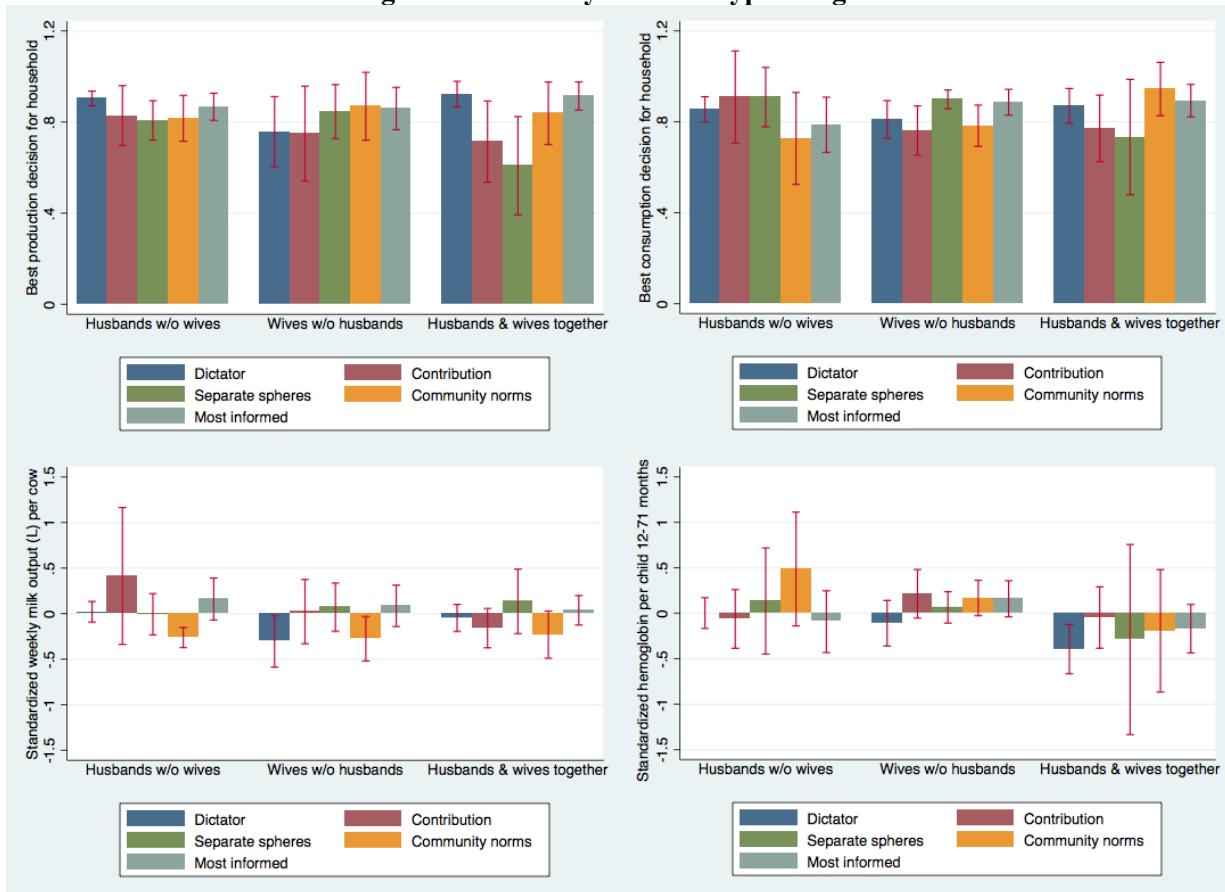 Best production decision for household
1.2
.8
.4
0
Husbands w/o wives Wives w/o husbands Husbands & wives together
Dictator Contribution
Separate spheres Community norms
Most informed
Best consumption decision for household
1.2
.8
.4
0
Husbands w/o wives Wives w/o husbands Husbands & wives together
Dictator Contribution
Separate spheres Community norms
Most informed
Standardized weekly milk output (L) per cow
1.5
1
.5
0
-.5
-1
-1.5
Husbands w/o wives Wives w/o husbands Husbands & wives together
Dictator Contribution
Separate spheres Community norms
Most informed
Standardized hemoglobin per child 12-71 months
1.5
1
.5
0
-.5
-1
-1.5
Husbands w/o wives Wives w/o husbands Husbands & wives together
Dictator Contribution
Separate spheres Community norms
Most informed